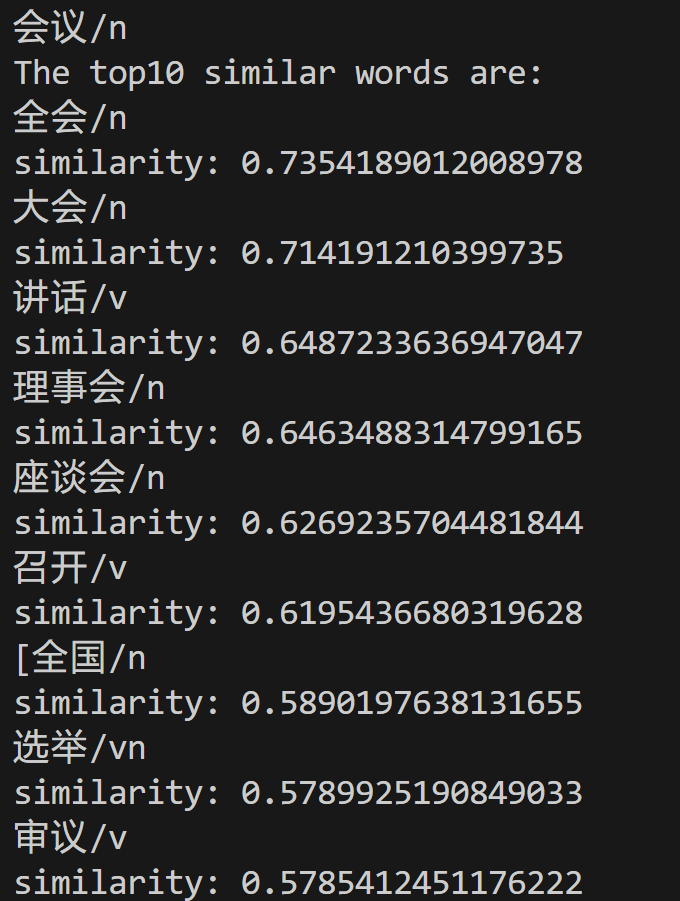 会议/n
The top10 similar words are:
全会/n
similarity: 0.7354189012008978
大会/n
similarity: 0.714191210399735
讲话/v
similarity: 0.6487233636947047
理事会/n
similarity: 0.6463488314799165
座谈会/n
similarity: 0.6269235704481844
召开/v
similarity: 0.6195436680319628
[全国/n
similarity: 0.5890197638131655
选举/vn
similarity: 0.5789925190849033
审议/v
similarity: 0.5785412451176222